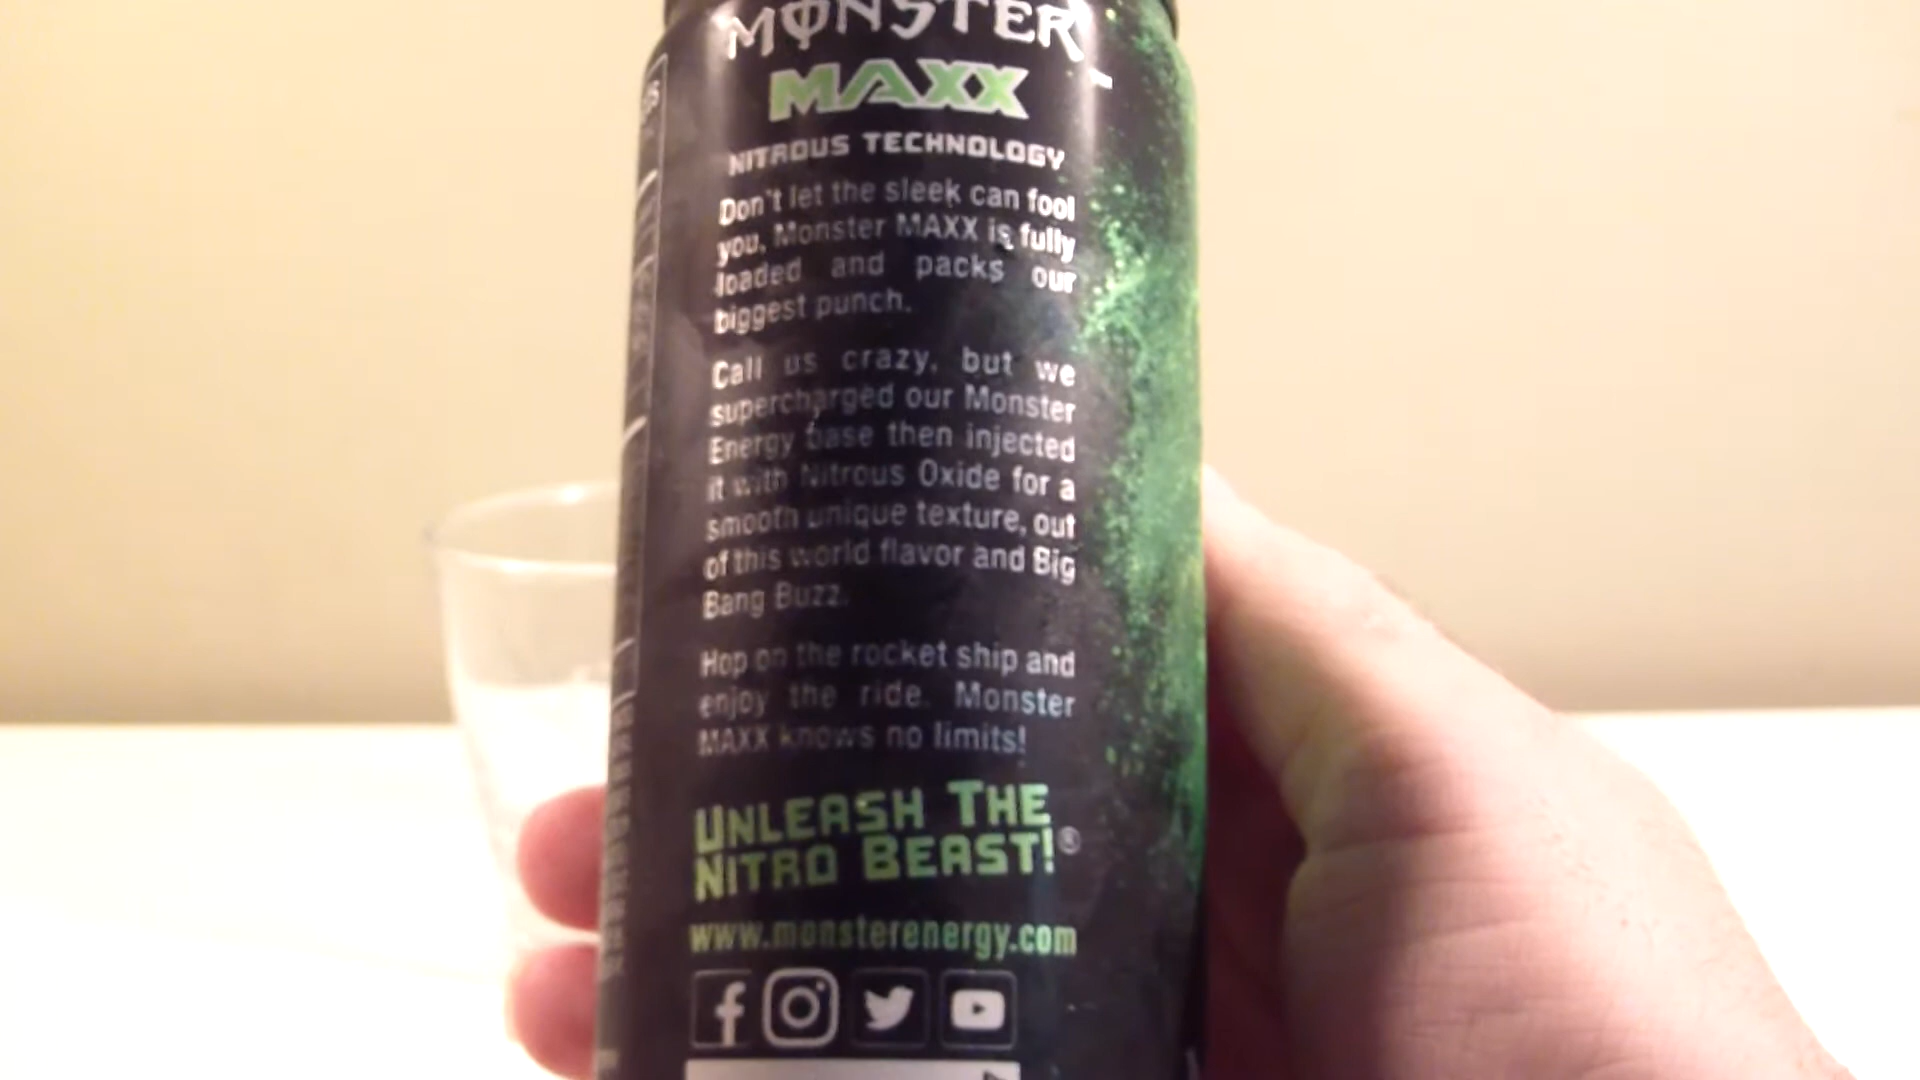 MONSTER
MAXX
NITROUS TECHNOLOGY
Don't let the sleek can fool
you, Monster MAXX is fully
loaded and packs our
biggest punch.
Call us crazy, but we
supercharged our Monster
Energy base then injected
it with Nitrous Oxide for a
smooth unique texture, out
of this world flavor and Big
Bang Buzz.
Hop on the rocket ship and
enjoy the ride. Monster
MAXX knows no limits!
UNLEASH THE
NITRO BEAST!®
www.monsterenergy.com